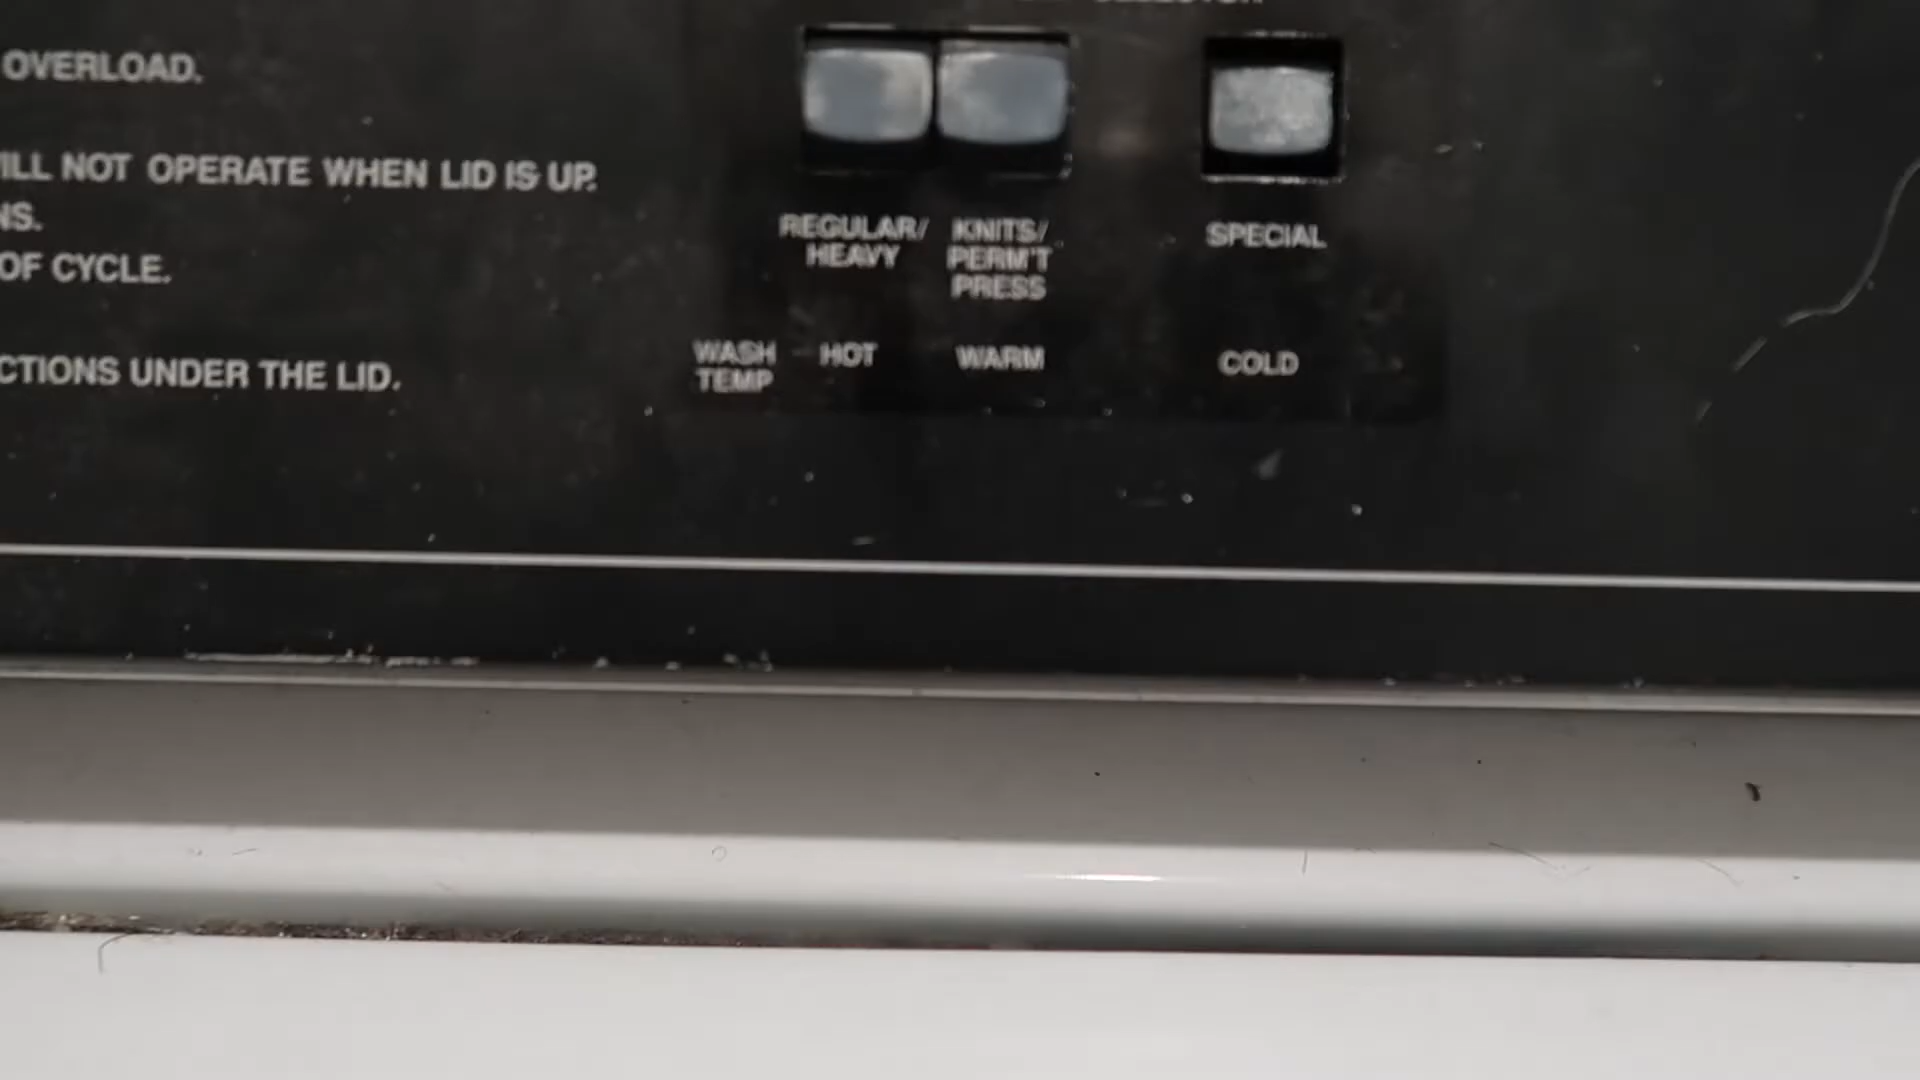 OVERLOAD.
ILL NOT OPERATE WHEN LID IS UP.
NS.
OF CYCLE.
CTIONS UNDER THE LID.
SELECTOR
REGULAR/ KNITS/ SPECIAL
HEAVY PERM'T
PRESS
WASH HOT WARM COLD
TEMP